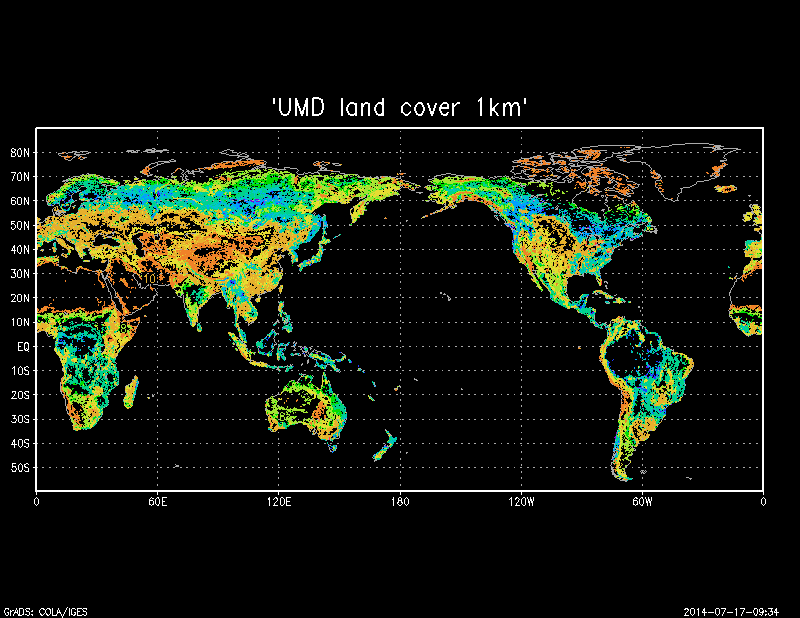 'UMD land cover 1km'
80N
70N
60N
50N
40N
30N
20N
10N
EQ
10S
20S
30S
40S
50S
0 60E 120E 180 120W 60W 0
GrADS: COLA/IGES 2014-07-17-09:34